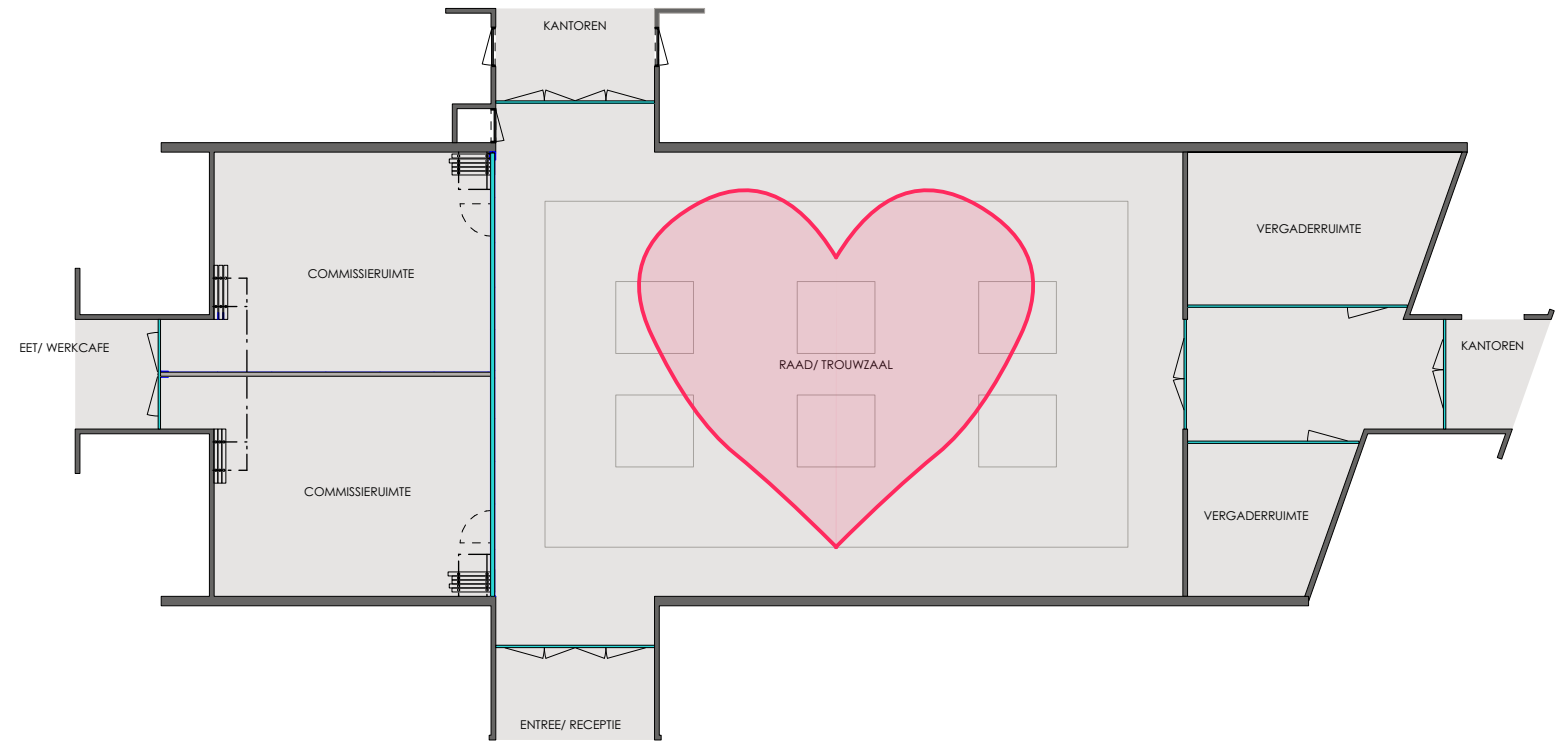 KANTOREN
VERGADERRUIMTE
COMMISSIERUIMTE
EET/ WERKCAFE
KANTOREN
RAAD/ TROUWZAAL
COMMISSIERUIMTE
VERGADERRUIMTE
ENTREE/ RECEPTIE